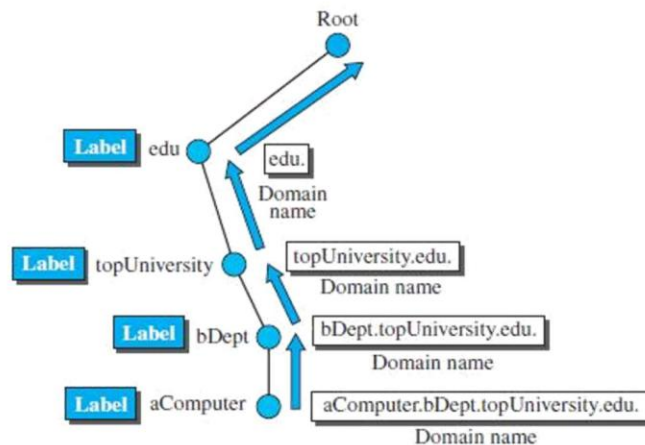 Root
Label edu
edu.
Domain
name
Label topUniversity
topUniversity.edu.
Domain name
Label bDept
bDept.topUniversity.edu.
Domain name
Label aComputer
aComputer.bDept.topUniversity.edu.
Domain name